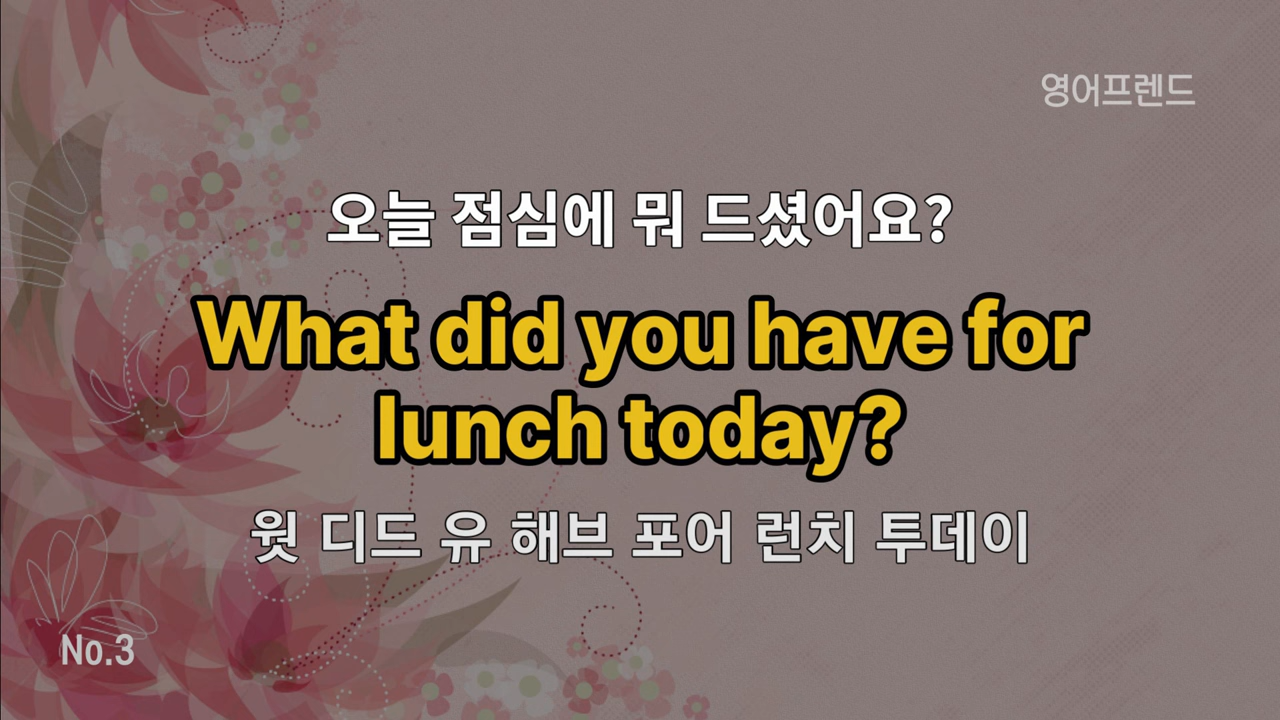 영어프렌드
오늘 점심에 뭐 드셨어요?
What did you have for
lunch today?
윗 디드 유 해브 포어 런치 투데이
No.3